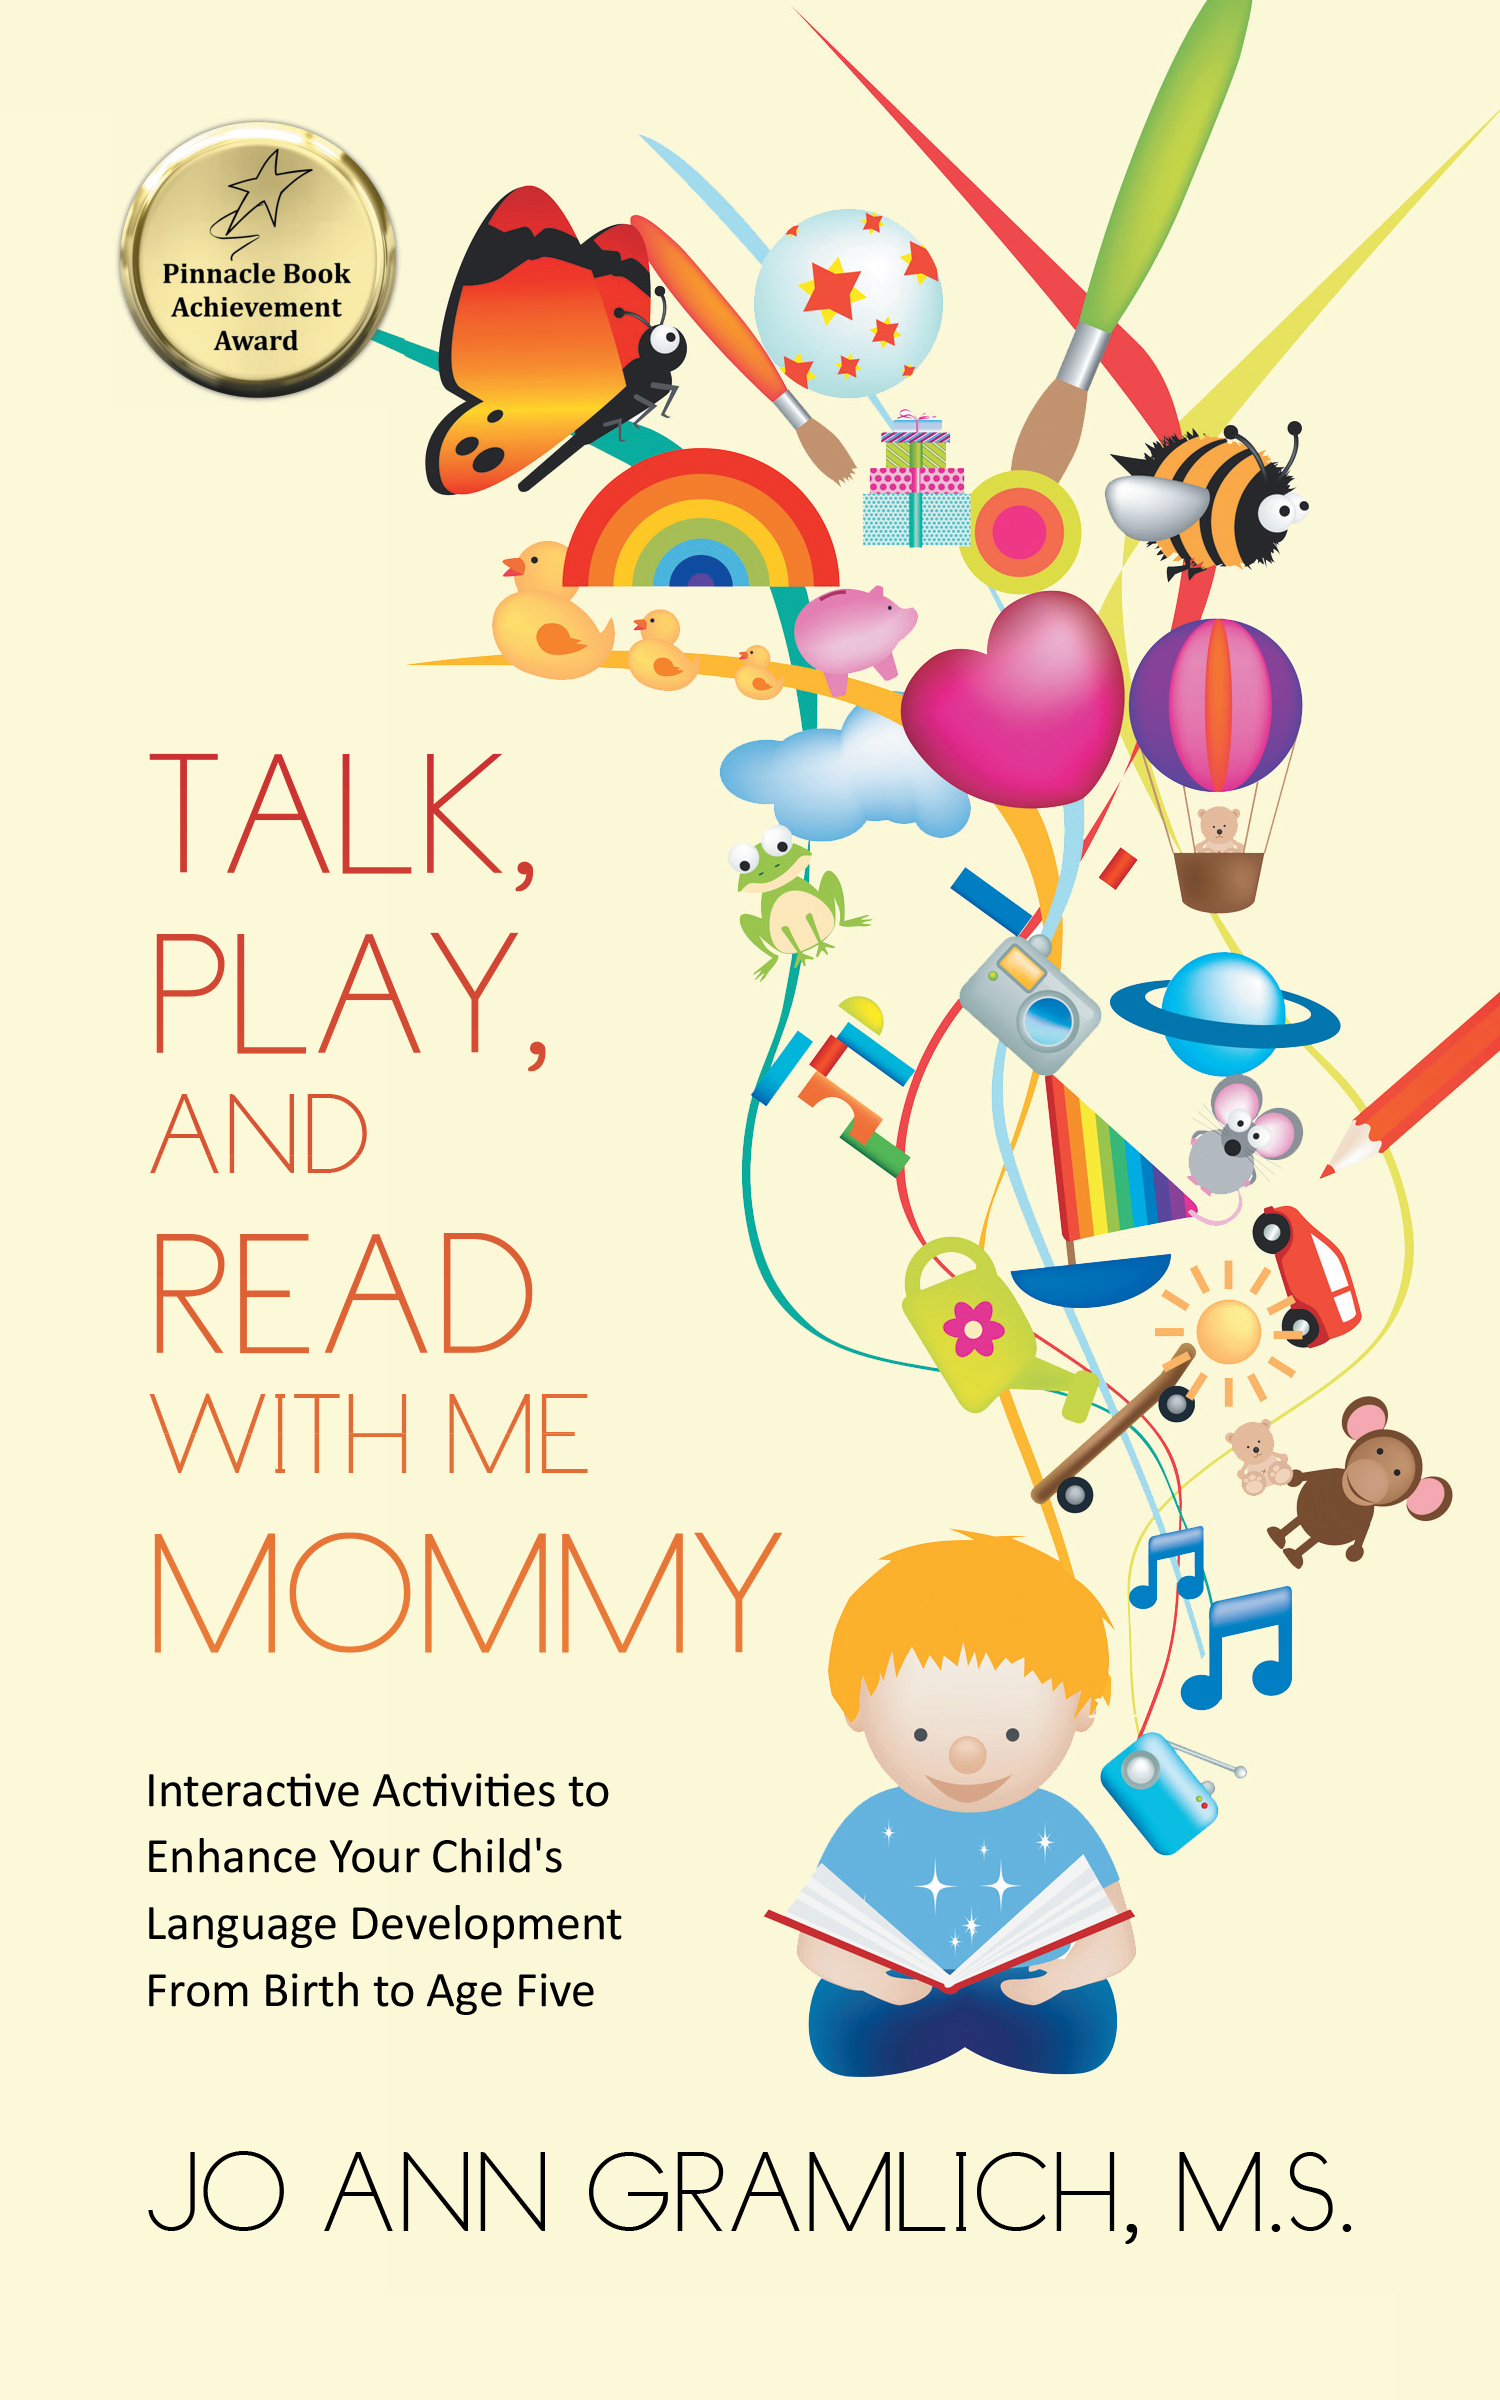 Pinnacle Book
Achievement
Award
TALK,
PLAY,
AND
READ
WITH ME
MOMMY
Interactive Activities to
Enhance Your Child's
Language Development
From Birth to Age Five
JO ANN GRAMLICH, M.S.